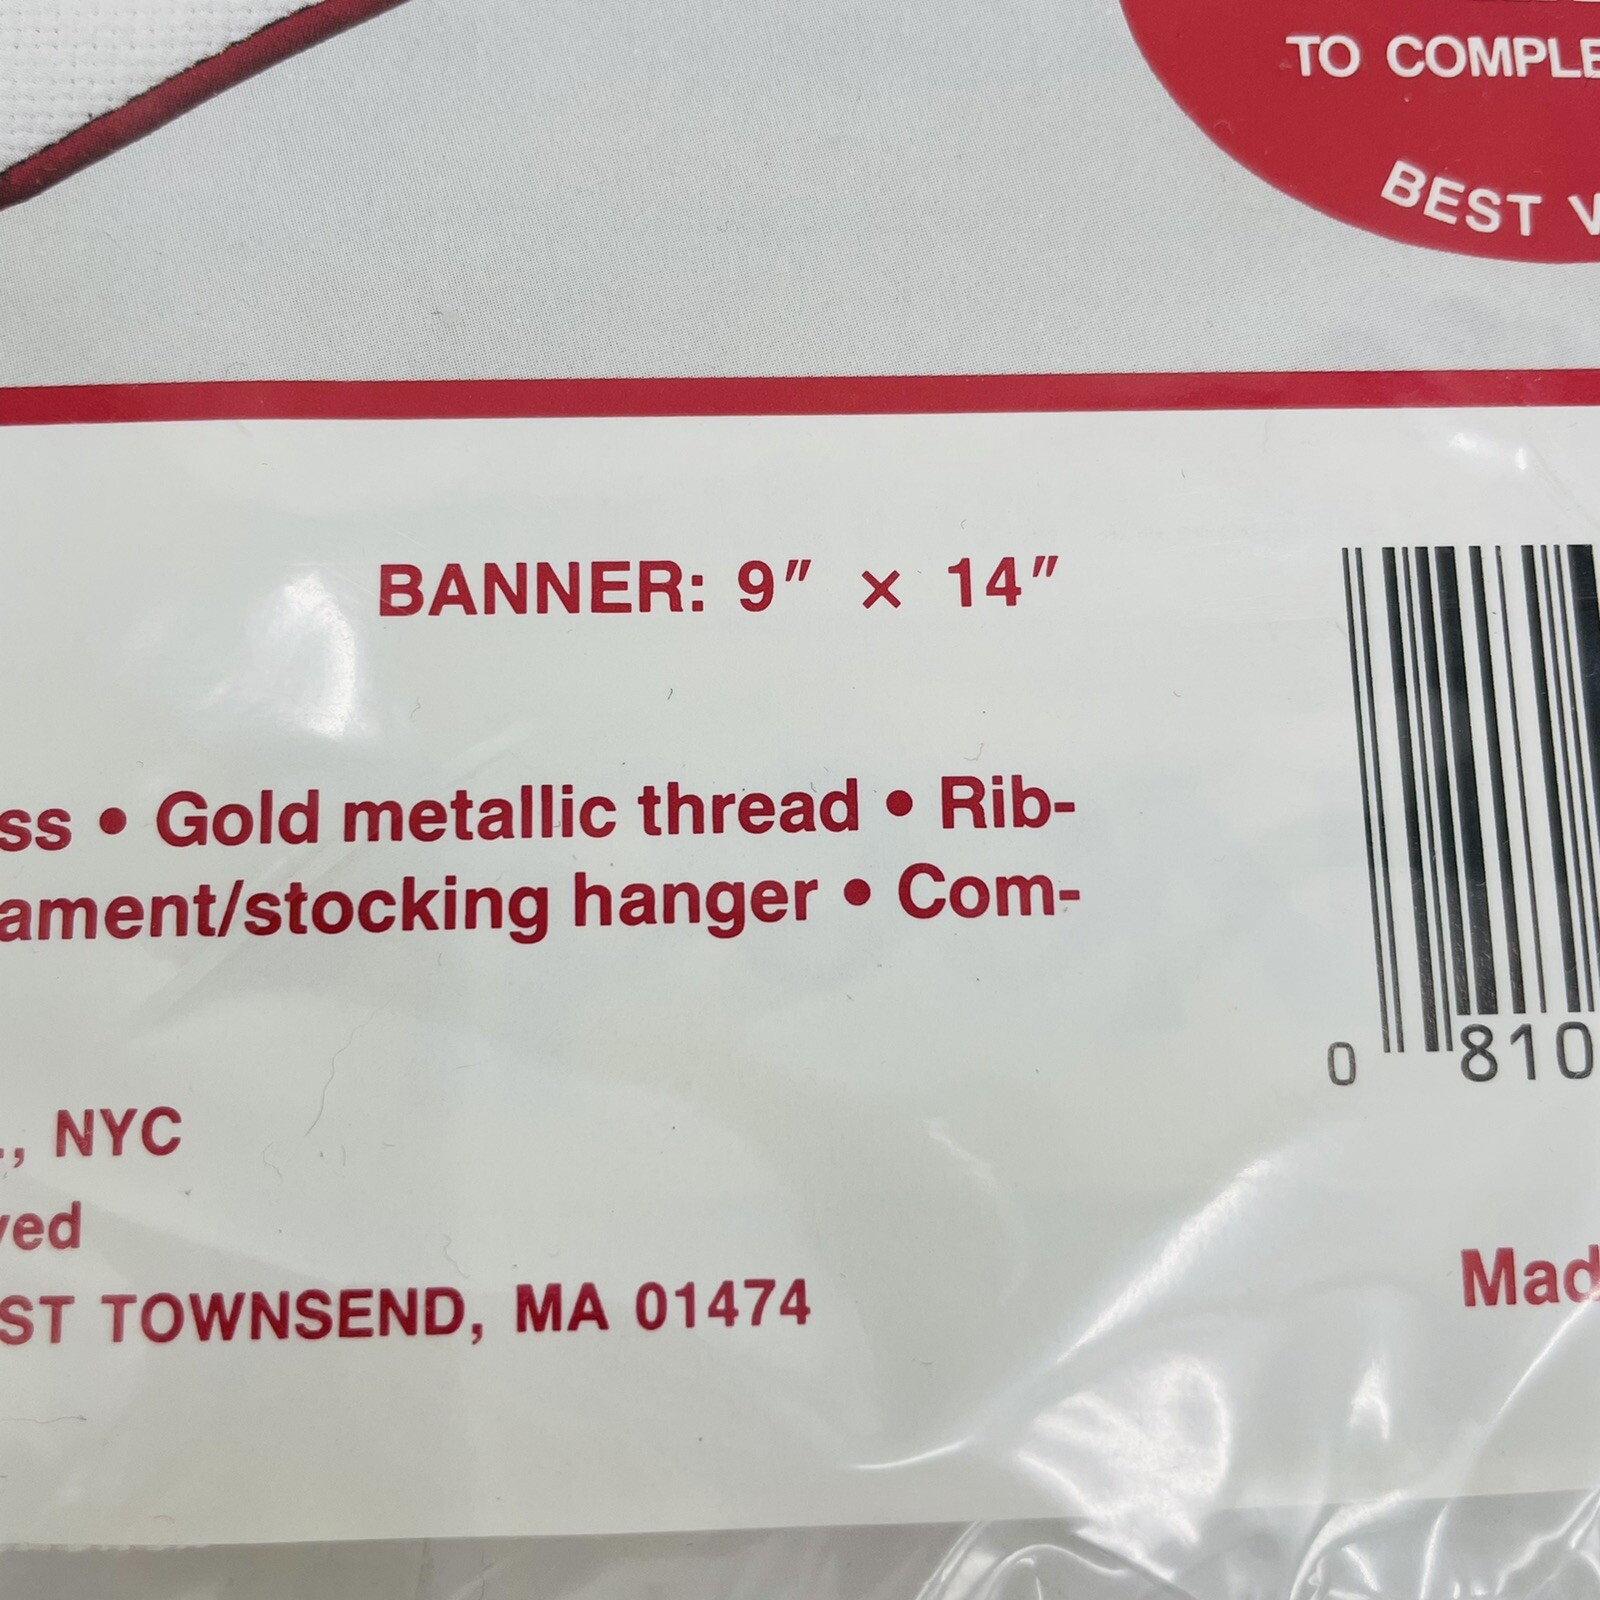 TO COMPLE
BEST V
BANNER: 9" × 14"
ss • Gold metallic thread • Rib-
ament/stocking hanger • Com-
0 810
., NYC
ved
ST TOWNSEND, MA 01474
Mad